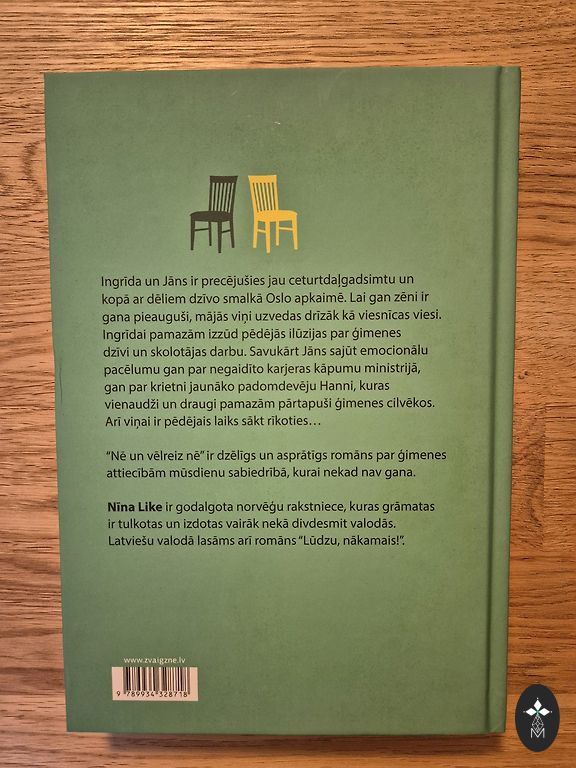 Ingrīda un Jāns ir precējušies jau ceturtdaļgadsimtu un
kopā ar dēliem dzīvo smalkā Oslo apkaimē. Lai gan zēni ir
gana pieauguši, mājās viņi uzvedas drīzāk kā viesnīcas viesi.
Ingrīdai pamazām izzūd pēdējās ilūzijas par ģimenes
dzīvi un skolotājas darbu. Savukārt Jāns sajūt emocionālu
pacēlumu gan par negaidīto karjeras kāpumu ministrijā,
gan par krietni jaunāko padomdevēju Hanni, kuras
vienaudži un draugi pamazām pārtapuši ģimenes cilvēkos.
Arī viņai ir pēdējais laiks sākt rīkoties...
“Nē un vēlreiz nē” ir dzēlīgs un asprātīgs romāns par ģimenes
attiecībām mūsdienu sabiedrībā, kurai nekad nav gana.
Nīna Like ir godalgota norvēģu rakstniece, kuras grāmatas
ir tulkotas un izdotas vairāk nekā divdesmit valodās.
Latviešu valodā lasāms arī romāns “Lūdzu, nākamais!”.
www.zvaigzne.lv
9 789934 328718
M